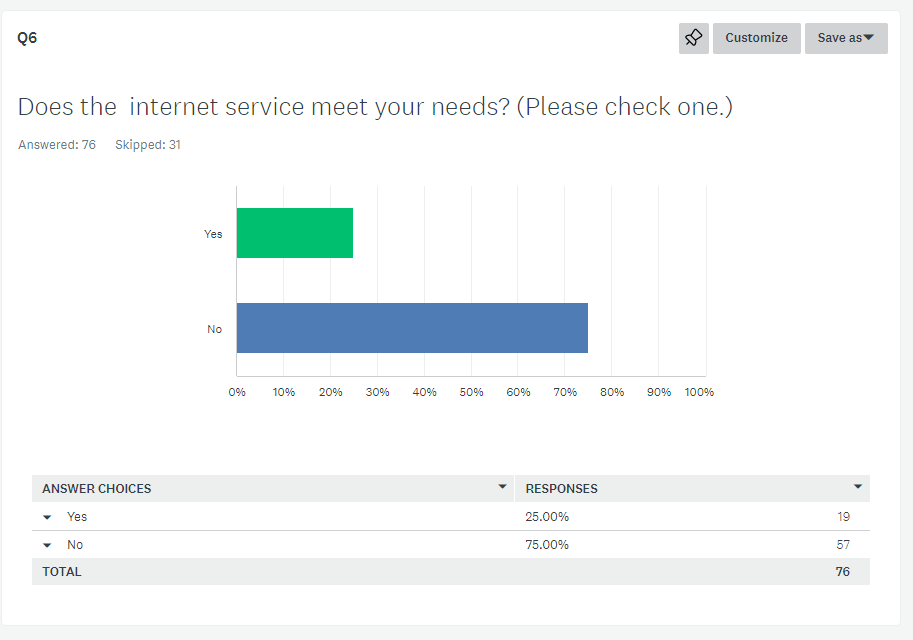 Q6
Customize
Save as
Does the  internet service meet your needs? (Please check one.)
Answered: 76 Skipped: 31
Yes
No
0% 10% 20% 30% 40% 50% 60% 70% 80% 90% 100%
ANSWER CHOICES RESPONSES
Yes 25.00% 19
No 75.00% 57
TOTAL 76